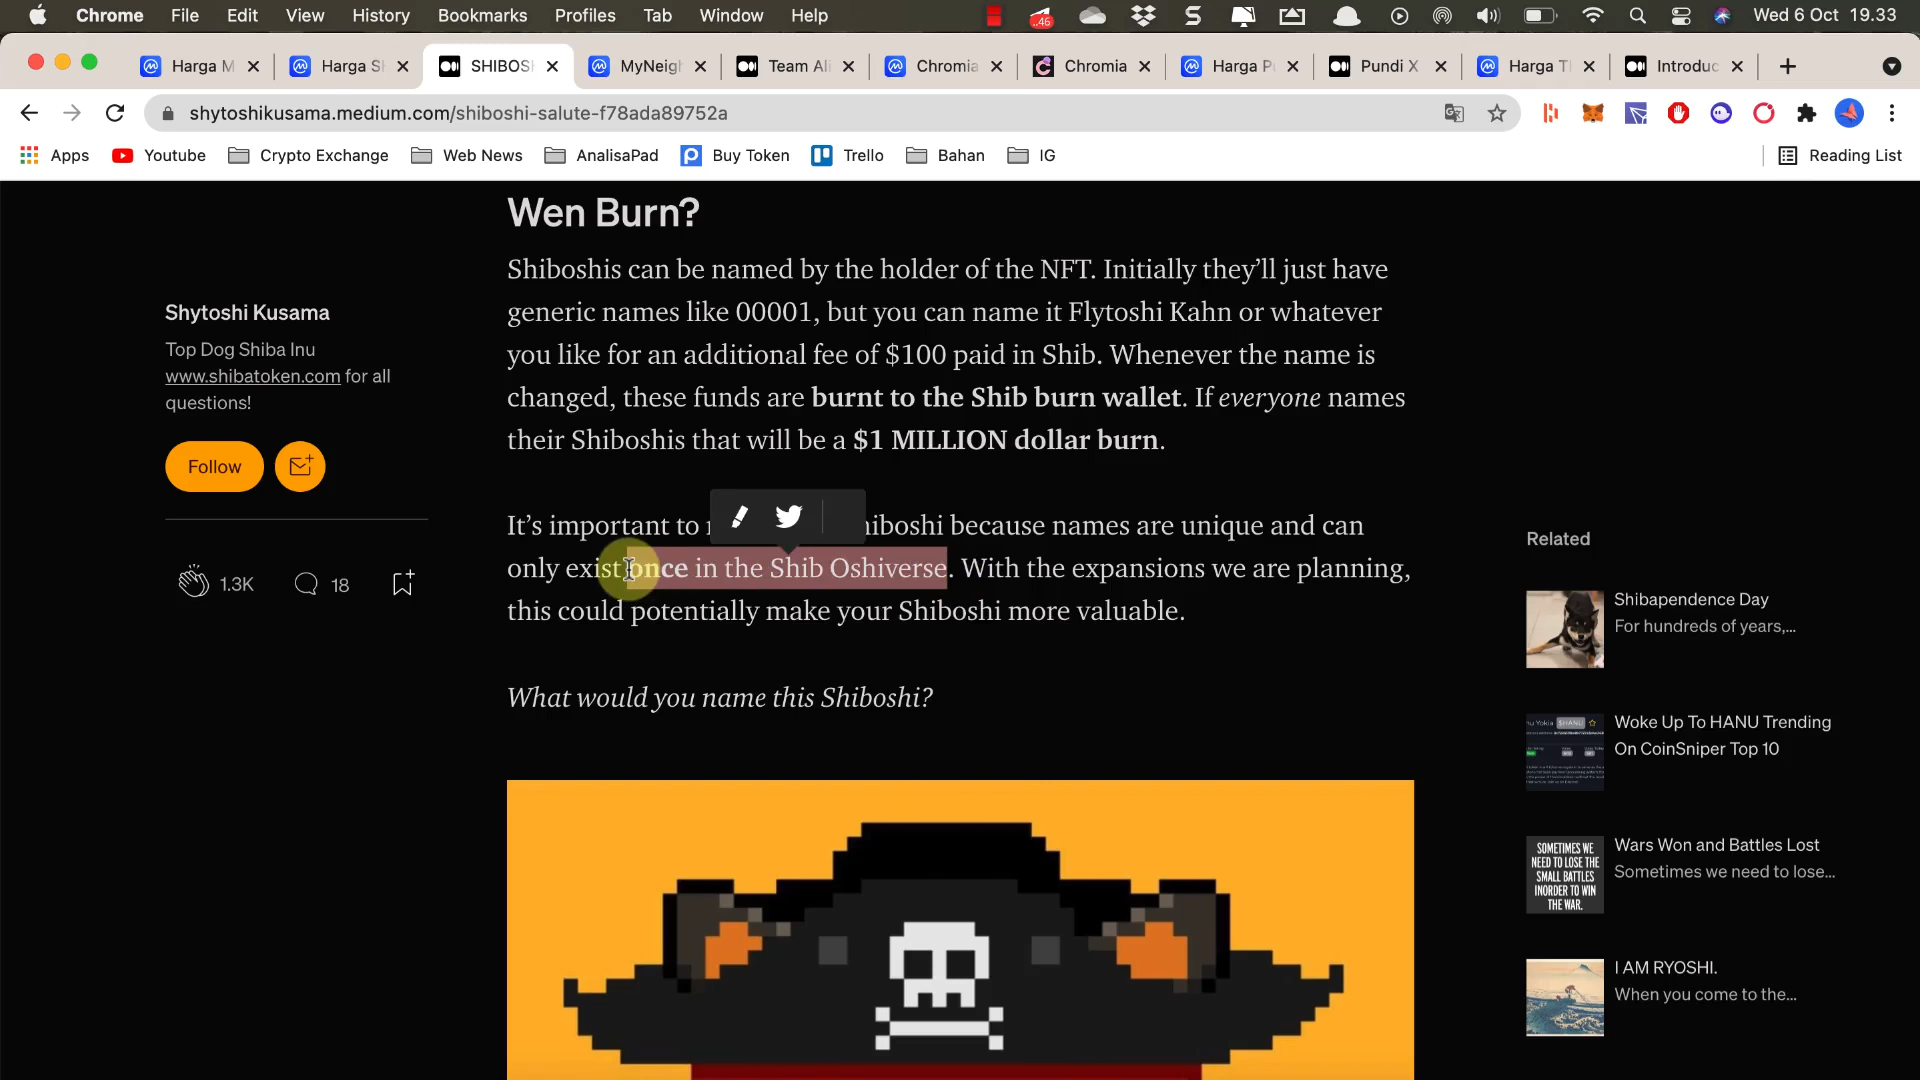 Chrome File Edit View History Bookmarks Profiles Tab Window Help .46 Wed 6 Oct 19.33
Harga Harga SHIBOS MyNeigh Team Ali Chromia Chromia Harga Pundi X Harga Introduc
shytoshikusama.medium.com/shiboshi-salute-f78ada89752a
Apps Youtube Crypto Exchange Web News AnalisaPad Buy Token Trello Bahan IG Reading List
Wen Burn?
Shiboshis can be named by the holder of the NFT. Initially they’ll just have
generic names like 00001, but you can name it Flytoshi Kahn or whatever
you like for an additional fee of $100 paid in Shib. Whenever the name is
changed, these funds are burnt to the Shib burn wallet. If everyone names
their Shiboshis that will be a $1 MILLION dollar burn.
It’s important to hiboshi because names are unique and can
only exist once in the Shib Oshiverse. With the expansions we are planning,
this could potentially make your Shiboshi more valuable.
What would you name this Shiboshi?
Shytoshi Kusama
Top Dog Shiba Inu
www.shibatoken.com for all
questions!
Follow
1.3K 18
Related
Shibapendence Day
For hundreds of years,...
Woke Up To HANU Trending
On CoinSniper Top 10
SOMETIMES WE
NEED TO LOSE THE
SMALL BATTLES
INORDER TO WIN
THE WAR.
Wars Won and Battles Lost
Sometimes we need to lose...
I AM RYOSHI.
When you come to the...